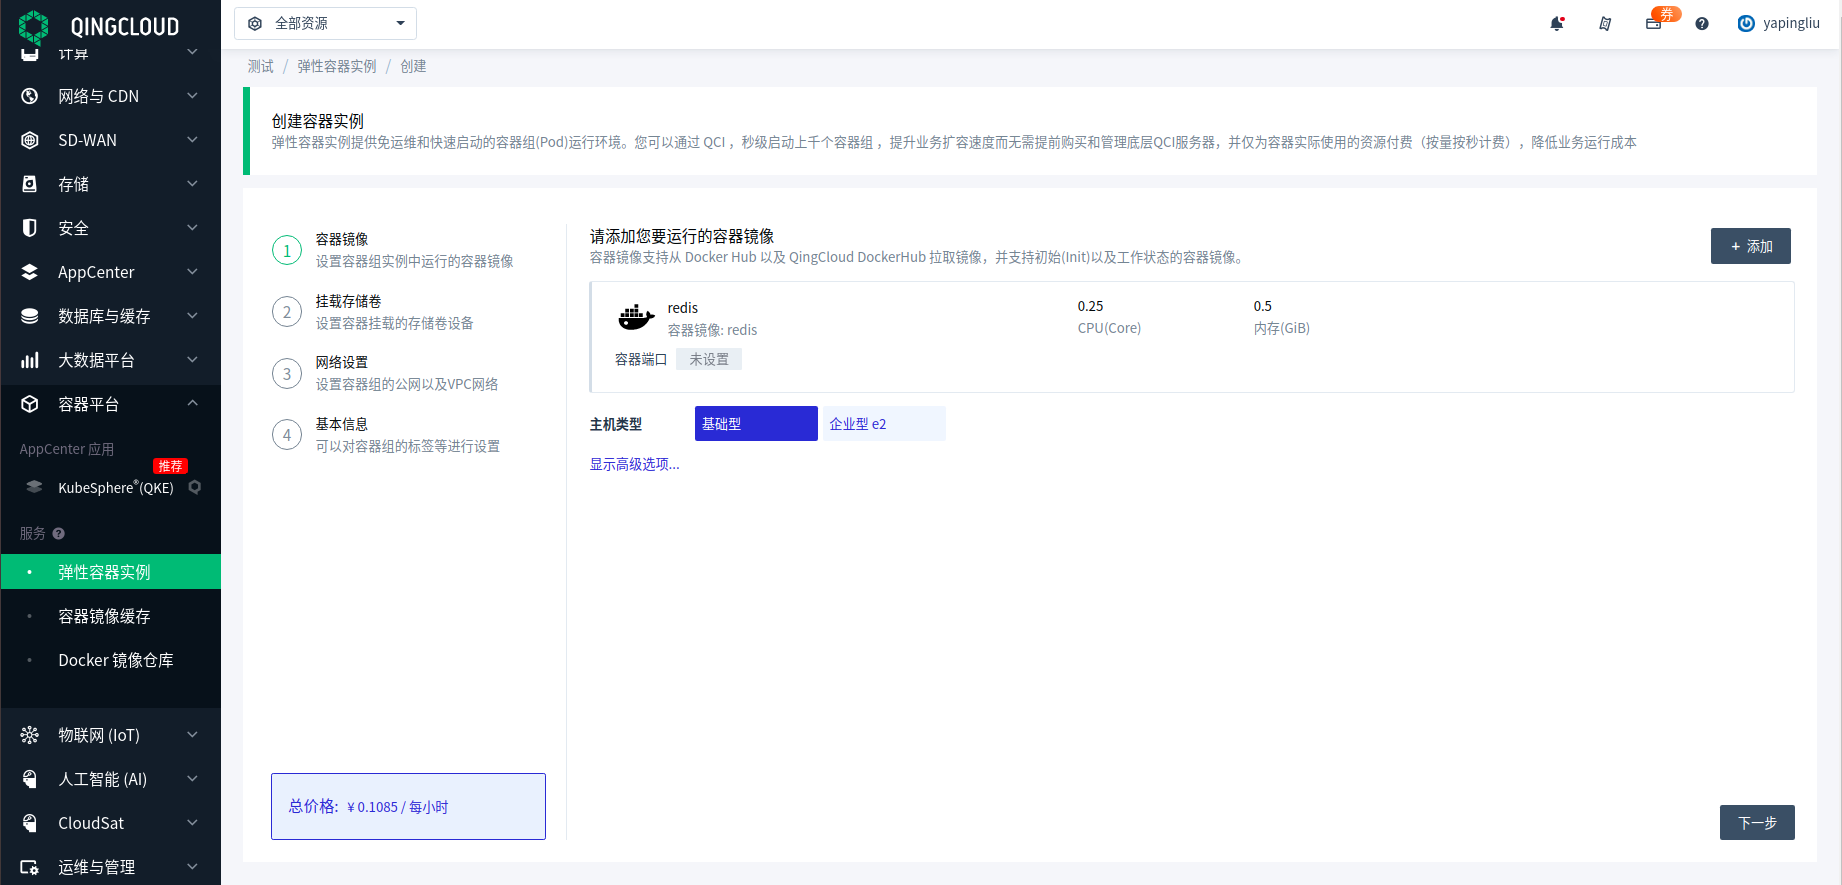 QINGCLOUD
全部资源
券
yapingliu
计算
网络与 CDN
SD-WAN
存储
安全
AppCenter
数据库与缓存
大数据平台
容器平台
AppCenter 应用
推荐
KubeSphere®(QKE)
服务
弹性容器实例
容器镜像缓存
Docker 镜像仓库
物联网 (IoT)
人工智能 (AI)
CloudSat
运维与管理
测试 / 弹性容器实例 / 创建
创建容器实例
弹性容器实例提供免运维和快速启动的容器组(Pod)运行环境。您可以通过 QCI ，秒级启动上千个容器组 ，提升业务扩容速度而无需提前购买和管理底层QCI服务器，并仅为容器实际使用的资源付费（按量按秒计费），降低业务运行成本
1
容器镜像
设置容器组实例中运行的容器镜像
2
挂载存储卷
设置容器挂载的存储卷设备
3
网络设置
设置容器组的公网以及VPC网络
4
基本信息
可以对容器组的标签等进行设置
总价格: ¥ 0.1085 / 每小时
请添加您要运行的容器镜像
容器镜像支持从 Docker Hub 以及 QingCloud DockerHub 拉取镜像，并支持初始(Init)以及工作状态的容器镜像。
+ 添加
redis
容器镜像: redis
0.25
CPU(Core)
0.5
内存(GiB)
容器端口 未设置
主机类型 基础型 企业型 e2
显示高级选项...
下一步